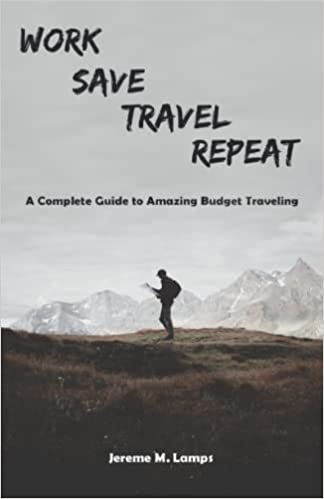 WORK
SAVE
TRAVEL
REPEAT
A Complete Guide to Amazing Budget Traveling
Jereme M. Lamps